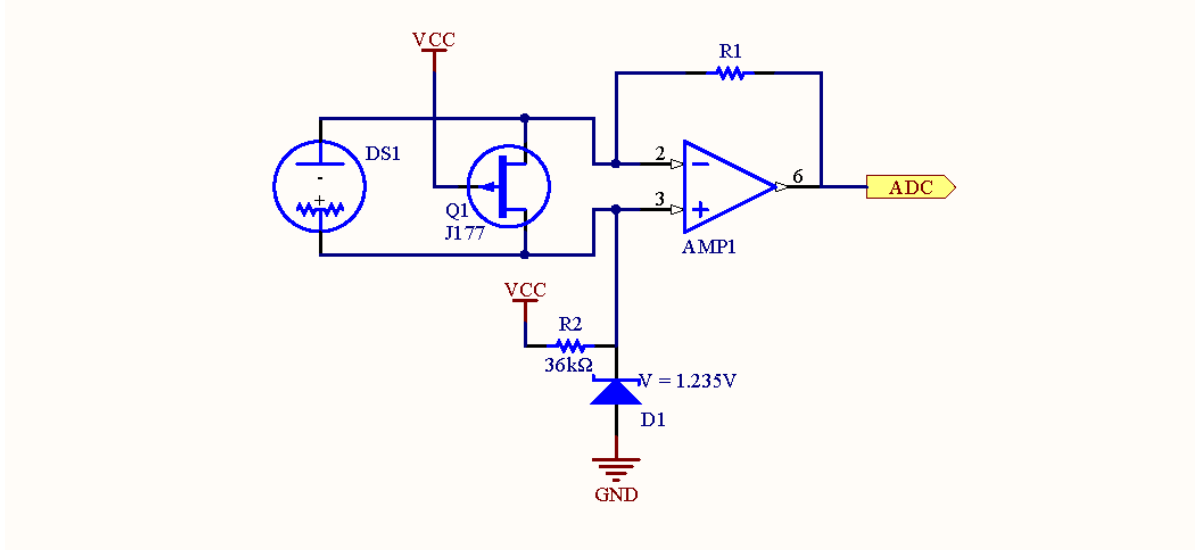 VCC
R1
DS1
-
+
2
3
6
ADC
Q1
J177
AMP1
VCC
R2
36kΩ
V = 1.235V
D1
GND